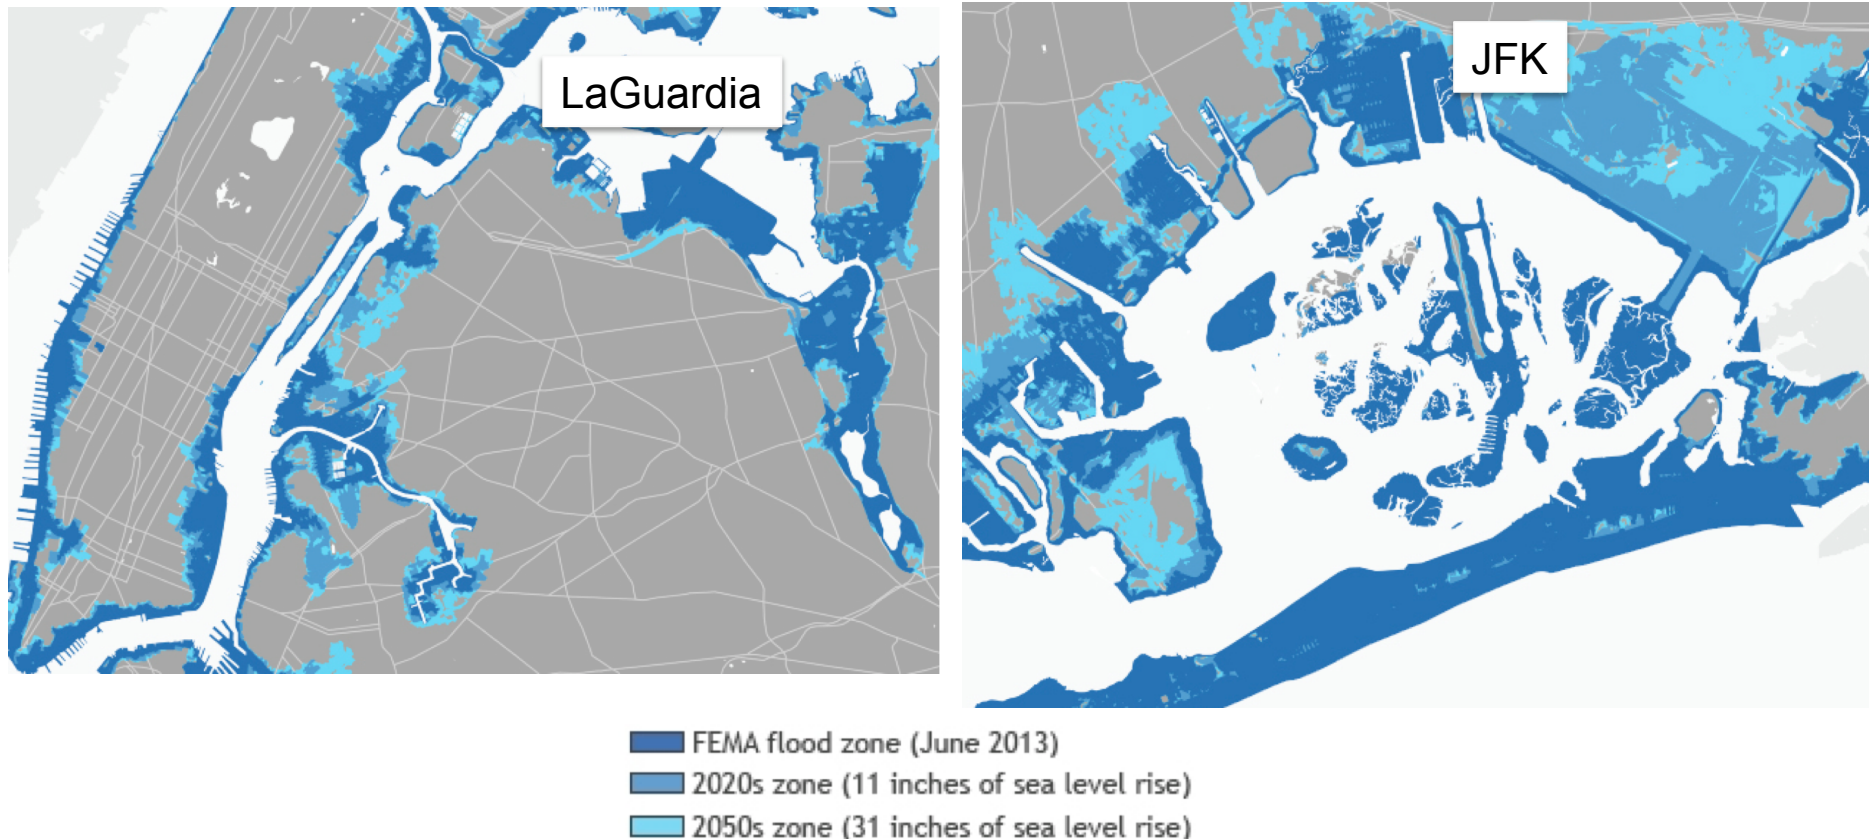 LaGuardia
JFK
FEMA flood zone (June 2013)
2020s zone (11 inches of sea level rise)
2050s zone (31 inches of sea level rise)